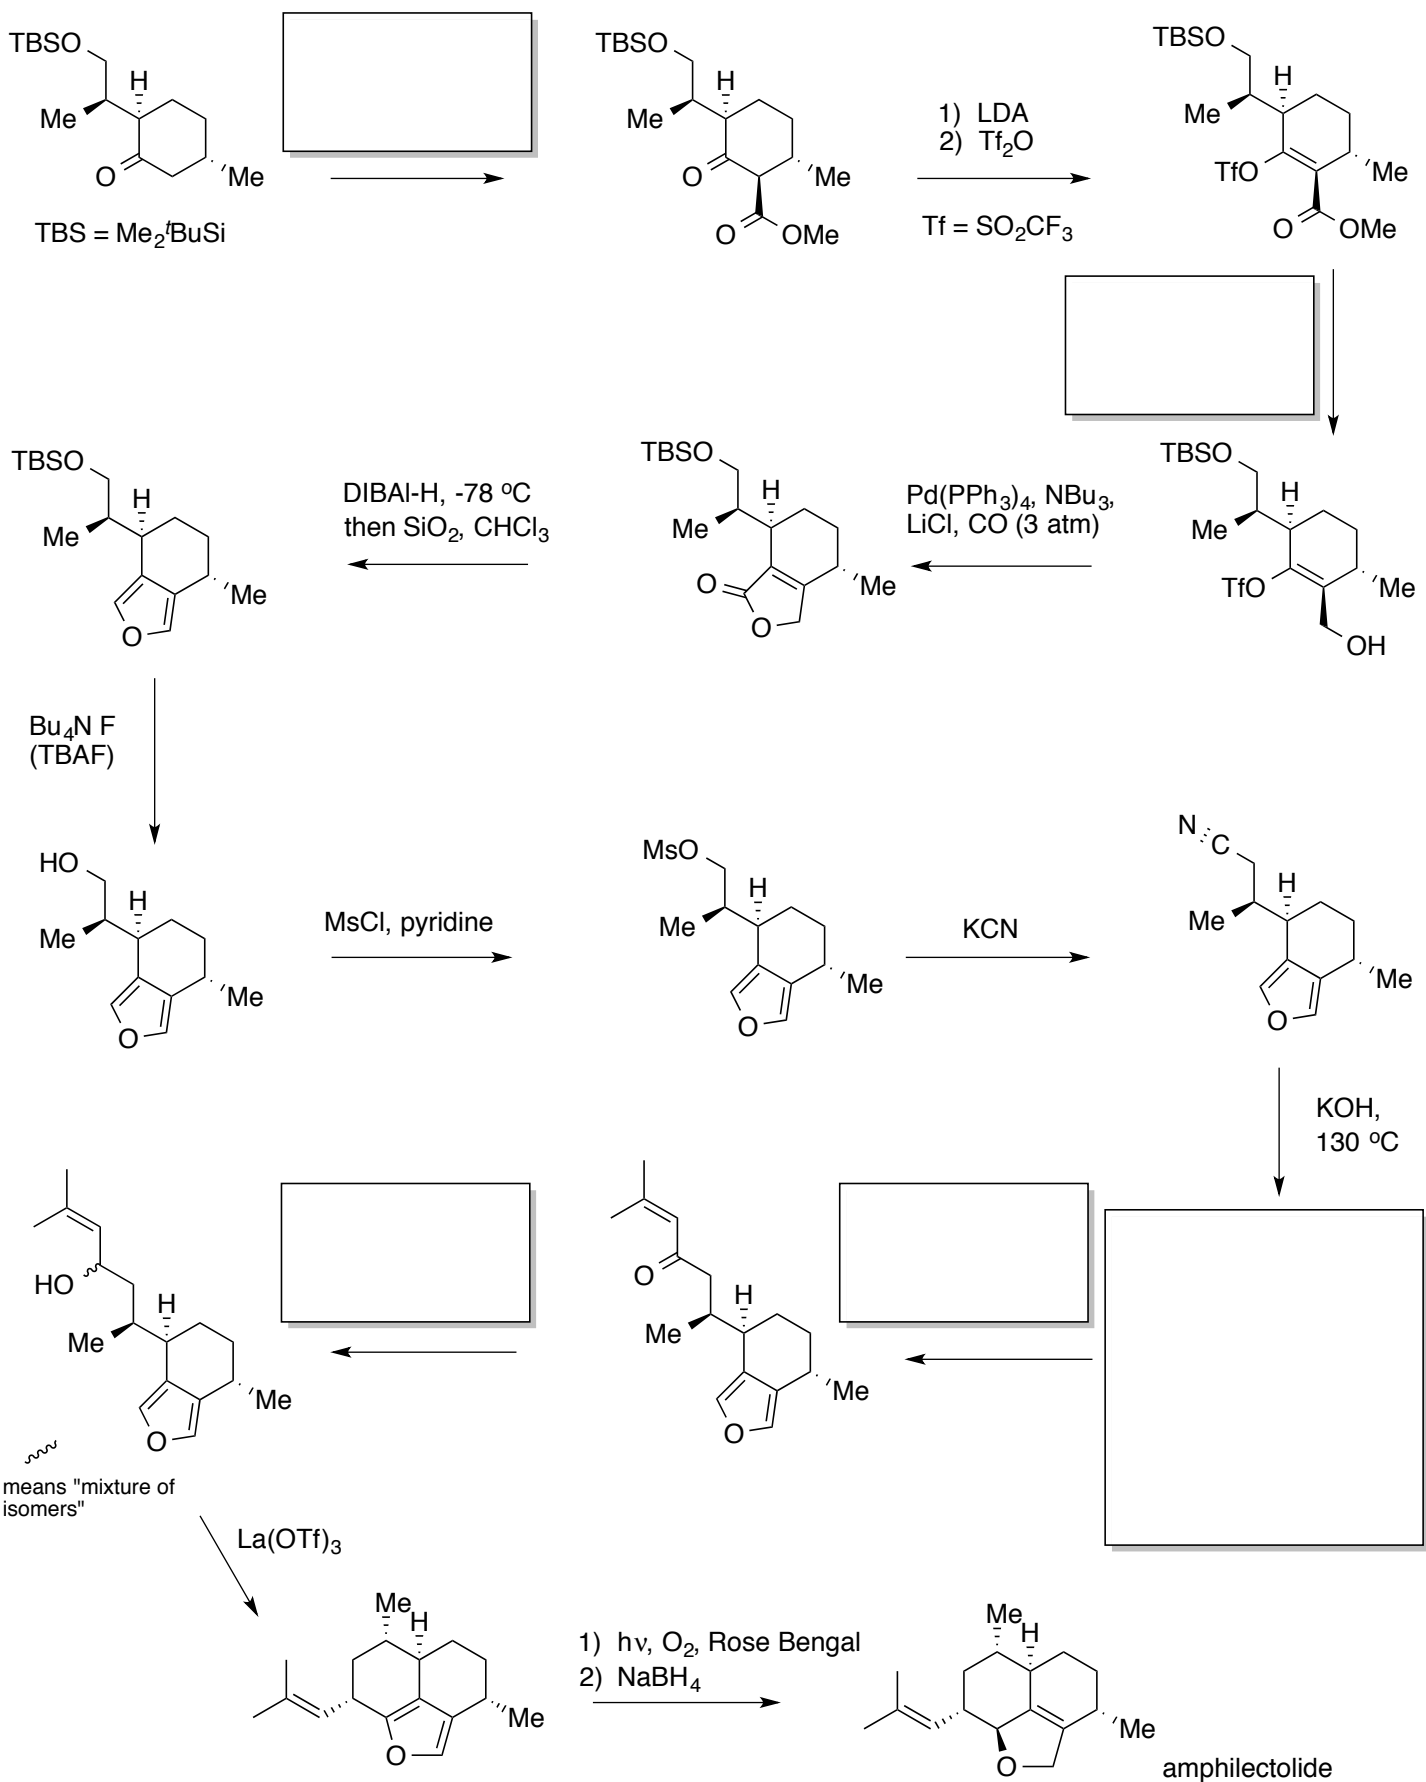 TBSO
H
Me
O
Me
TBS = Me2tBuSi
TBSO
H
Me
O
Me
O
OMe
1) LDA
2) Tf2O
Tf = SO2CF3
TBSO
H
Me
TfO
Me
O
OMe
TBSO
H
Me
TfO
Me
OH
Pd(PPh3)4, NBu3,
LiCl, CO (3 atm)
TBSO
H
Me
O
Me
O
DIBAl-H, -78 ºC
then SiO2, CHCl3
TBSO
H
Me
Me
O
Bu4N F
(TBAF)
HO
H
Me
Me
O
MsCl, pyridine
MsO
H
Me
Me
O
KCN
N
C
H
Me
Me
O
KOH,
130 ºC
O
H
Me
Me
O
HO
H
Me
Me
O
means "mixture of
isomers"
La(OTf)3
Me
H
Me
O
1) hν, O2, Rose Bengal
2) NaBH4
Me
H
Me
O
amphilectolide